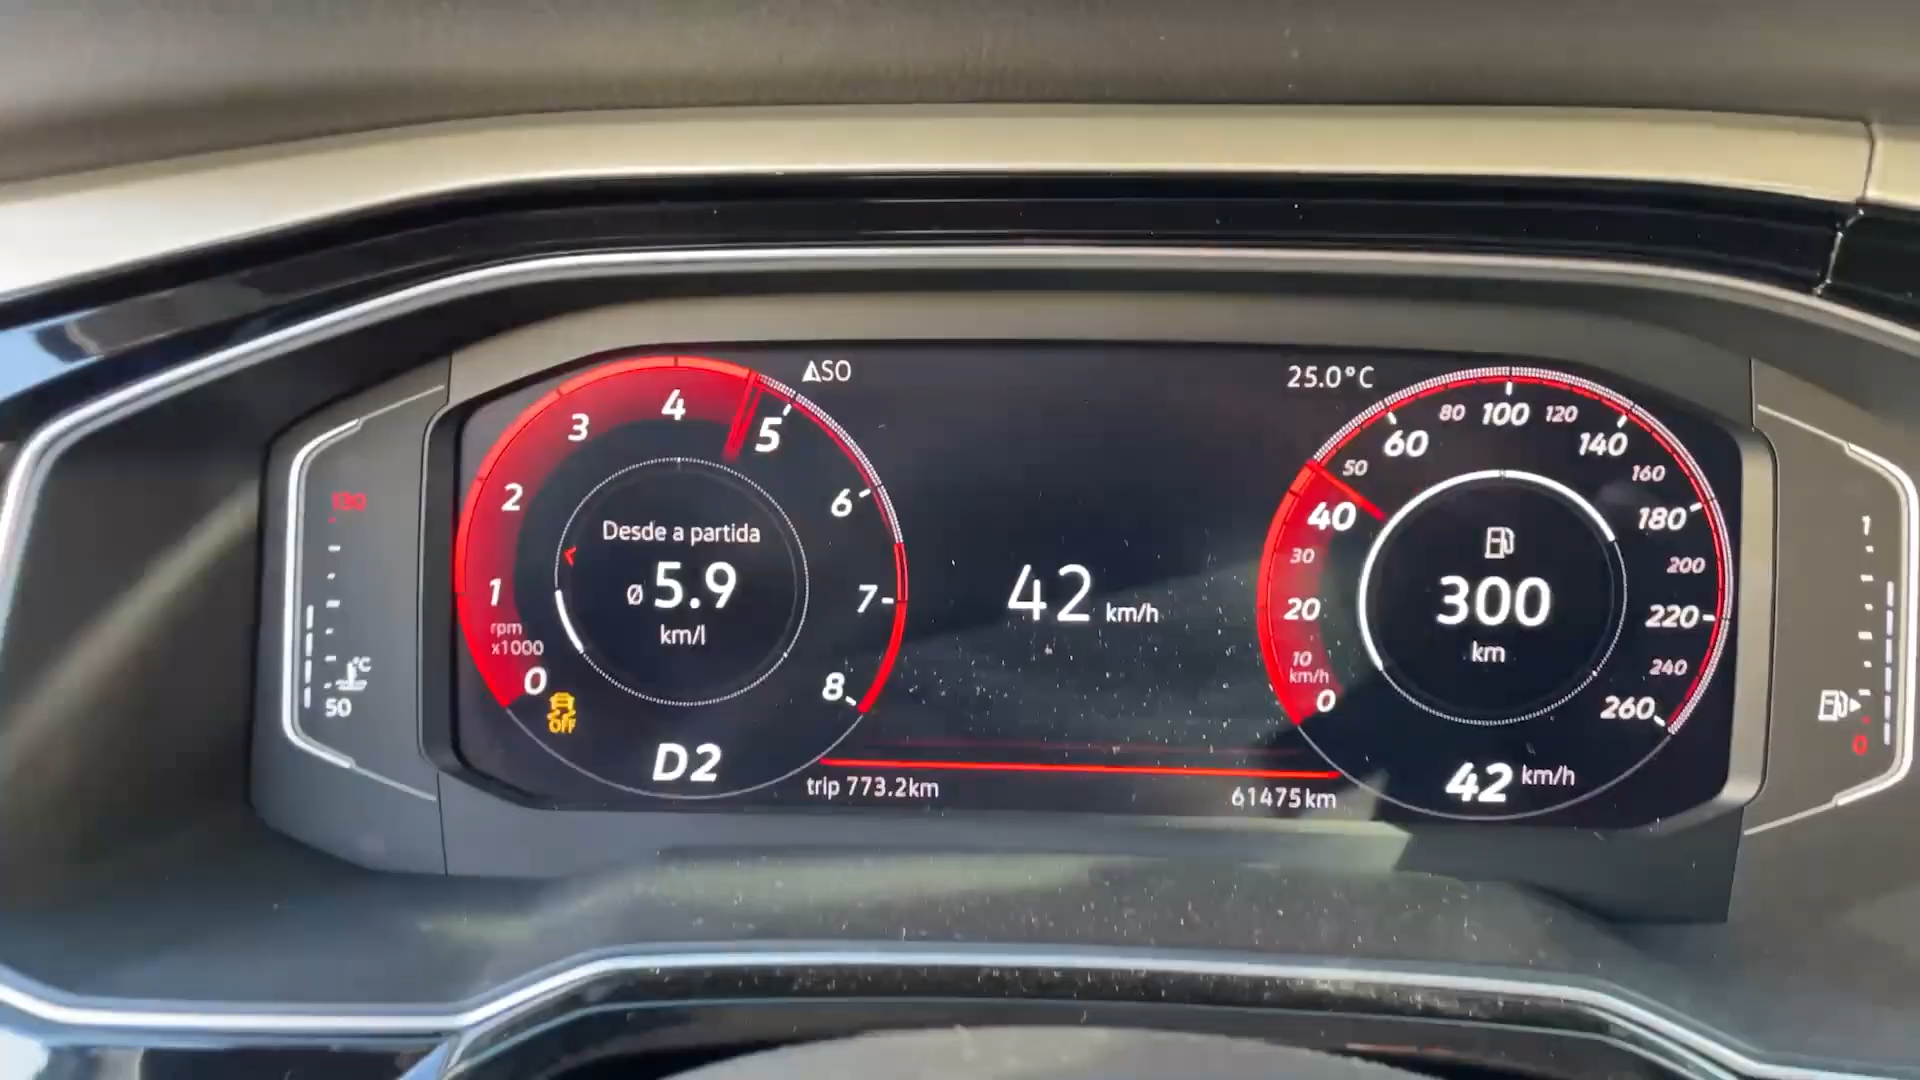 ΔSO
25.0°C
0
1
2
3
4
5
6
7
8
rpm
x1000
Desde a partida
ø 5.9
km/l
OFF
D2
42 km/h
0
10
km/h
20
30
40
50
60
80
100
120
140
160
180
200
220
240
260
300
km
42 km/h
trip 773.2km
61475km
130
°C
50
1
0